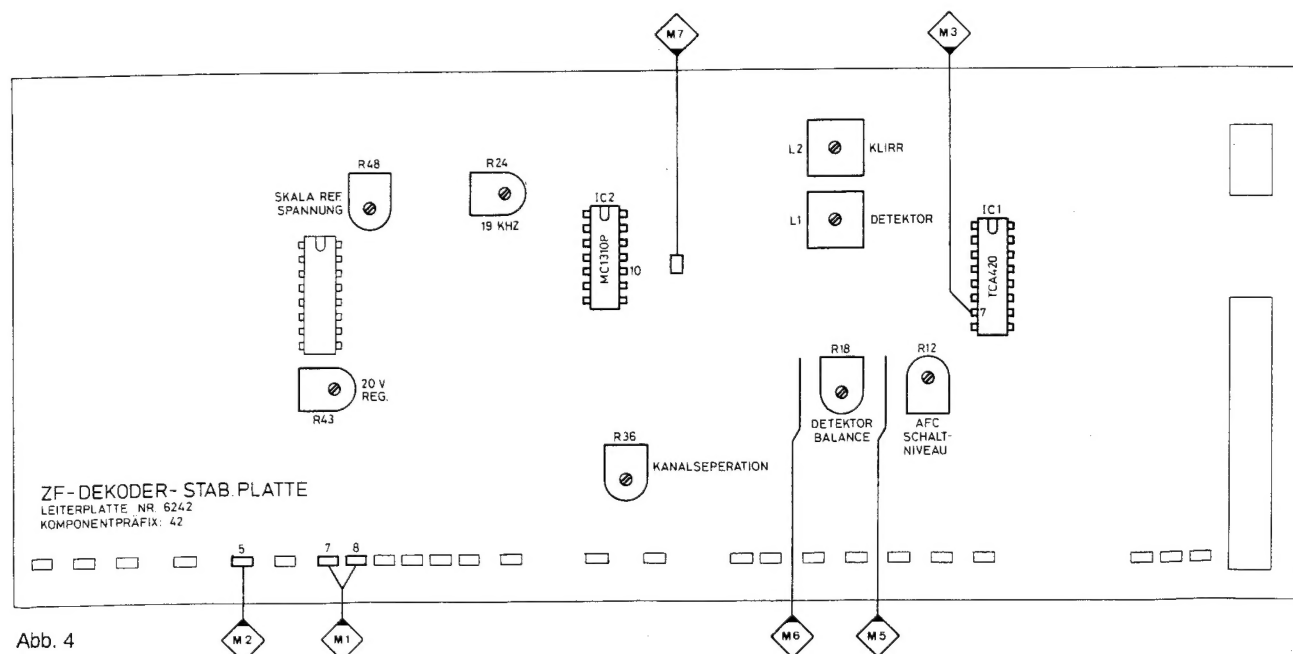 M7
M3
R48
R24
L2
KLIRR
SKALA REF.
SPANNUNG
19 KHZ
IC2
MC1310P
10
L1
DETEKTOR
IC1
TCA420
7
R43
20 V
REG.
R18
R12
DETEKTOR
BALANCE
AFC
SCHALT-
NIVEAU
R36
KANALSEPERATION
ZF-DEKODER-STAB.PLATTE
LEITERPLATTE NR. 6242
KOMPONENTPRÄFIX: 42
5
7
8
Abb. 4
M2
M1
M6
M5